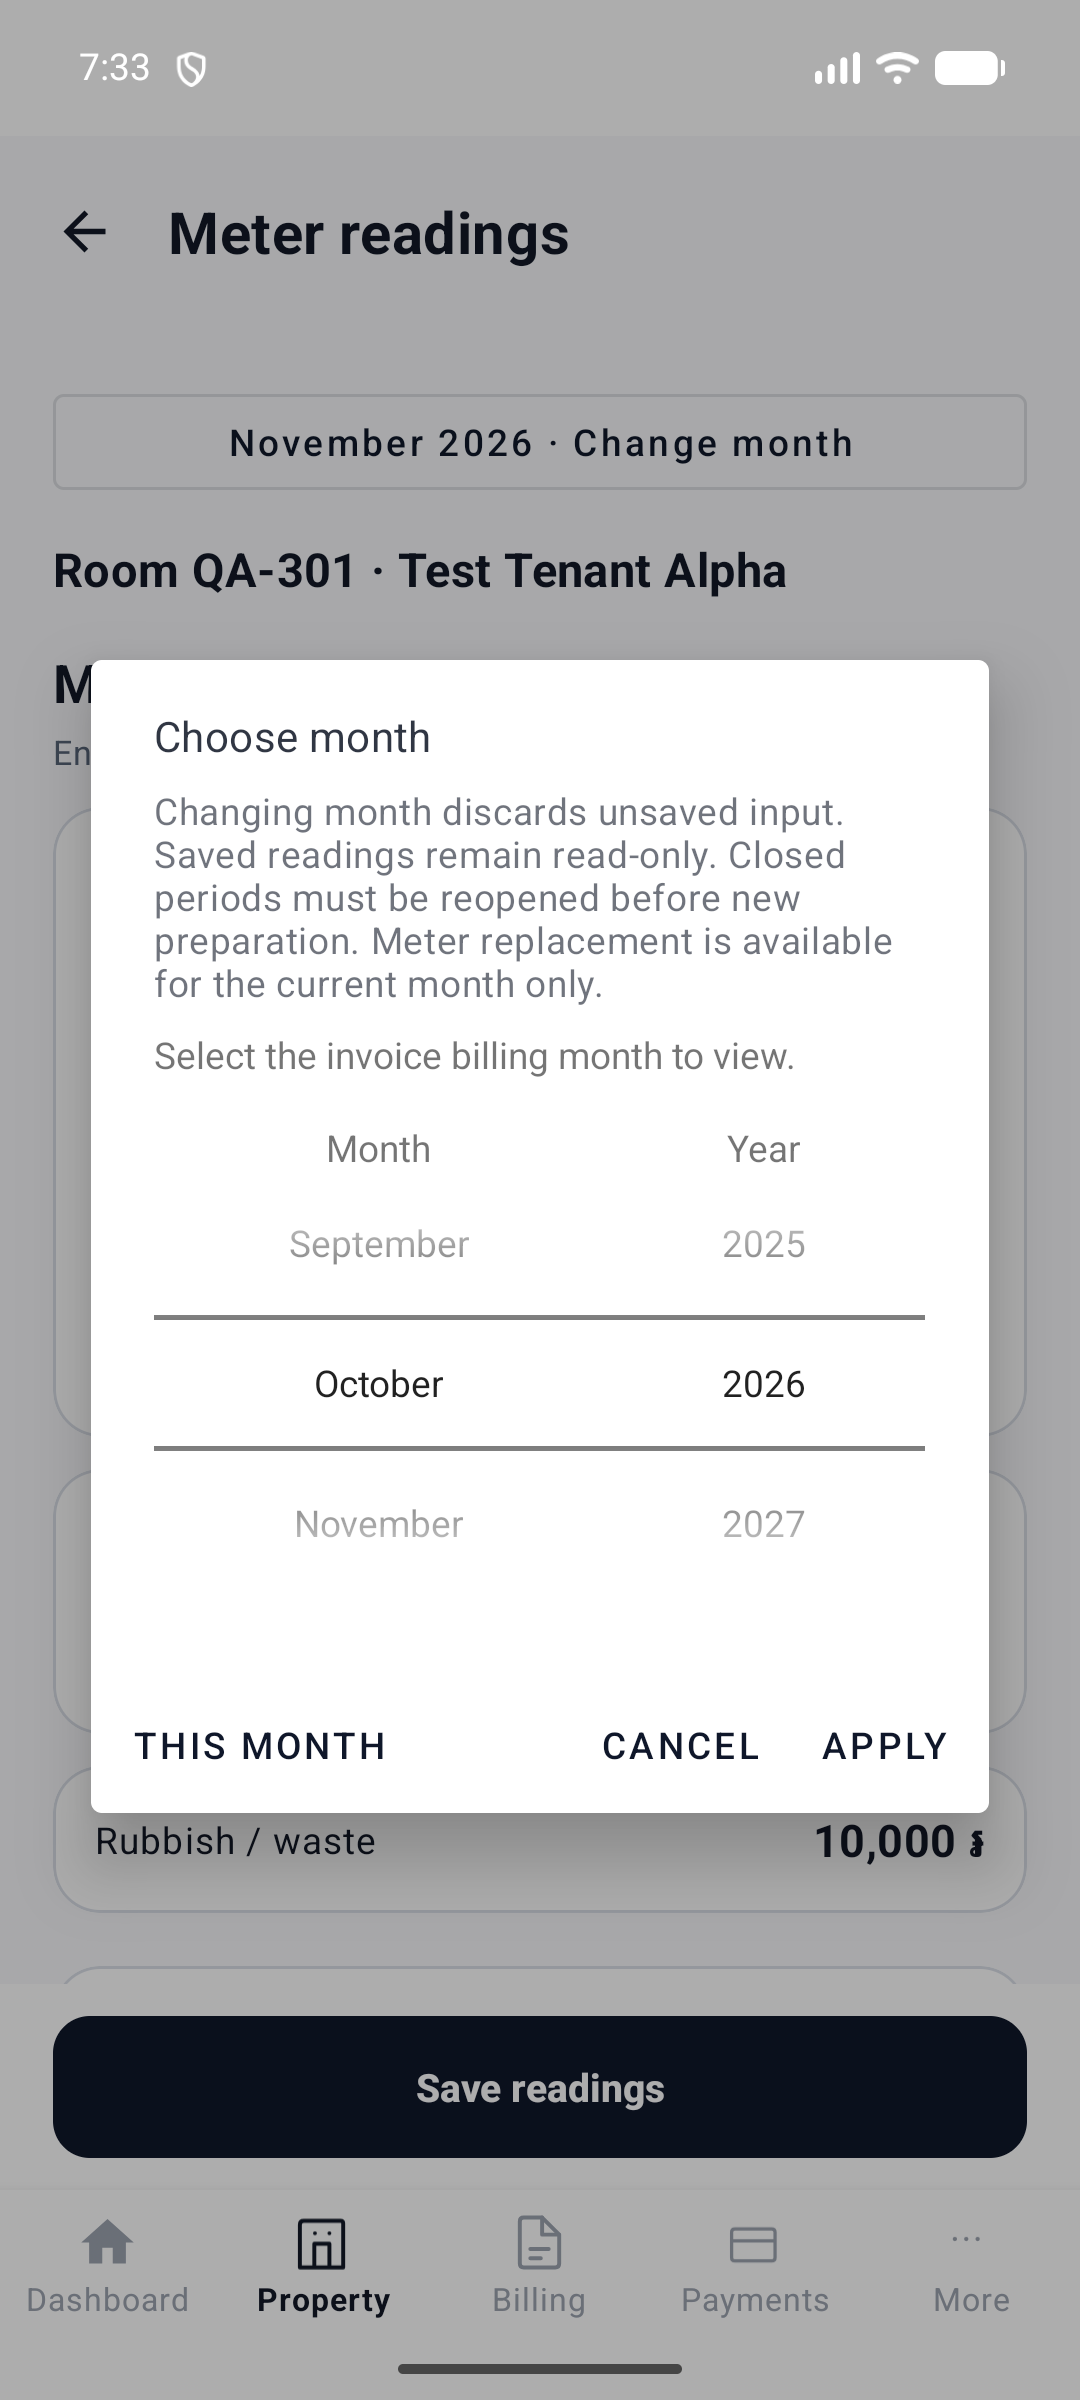 7:33
Meter readings
November 2026 · Change month
Room QA-301 · Test Tenant Alpha
Choose month
Changing month discards unsaved input.
Saved readings remain read-only. Closed
periods must be reopened before new
preparation. Meter replacement is available
for the current month only.
Select the invoice billing month to view.
Month Year
September 2025
October 2026
November 2027
THIS MONTH CANCEL APPLY
Rubbish / waste 10,000
Save readings
Dashboard Property Billing Payments More